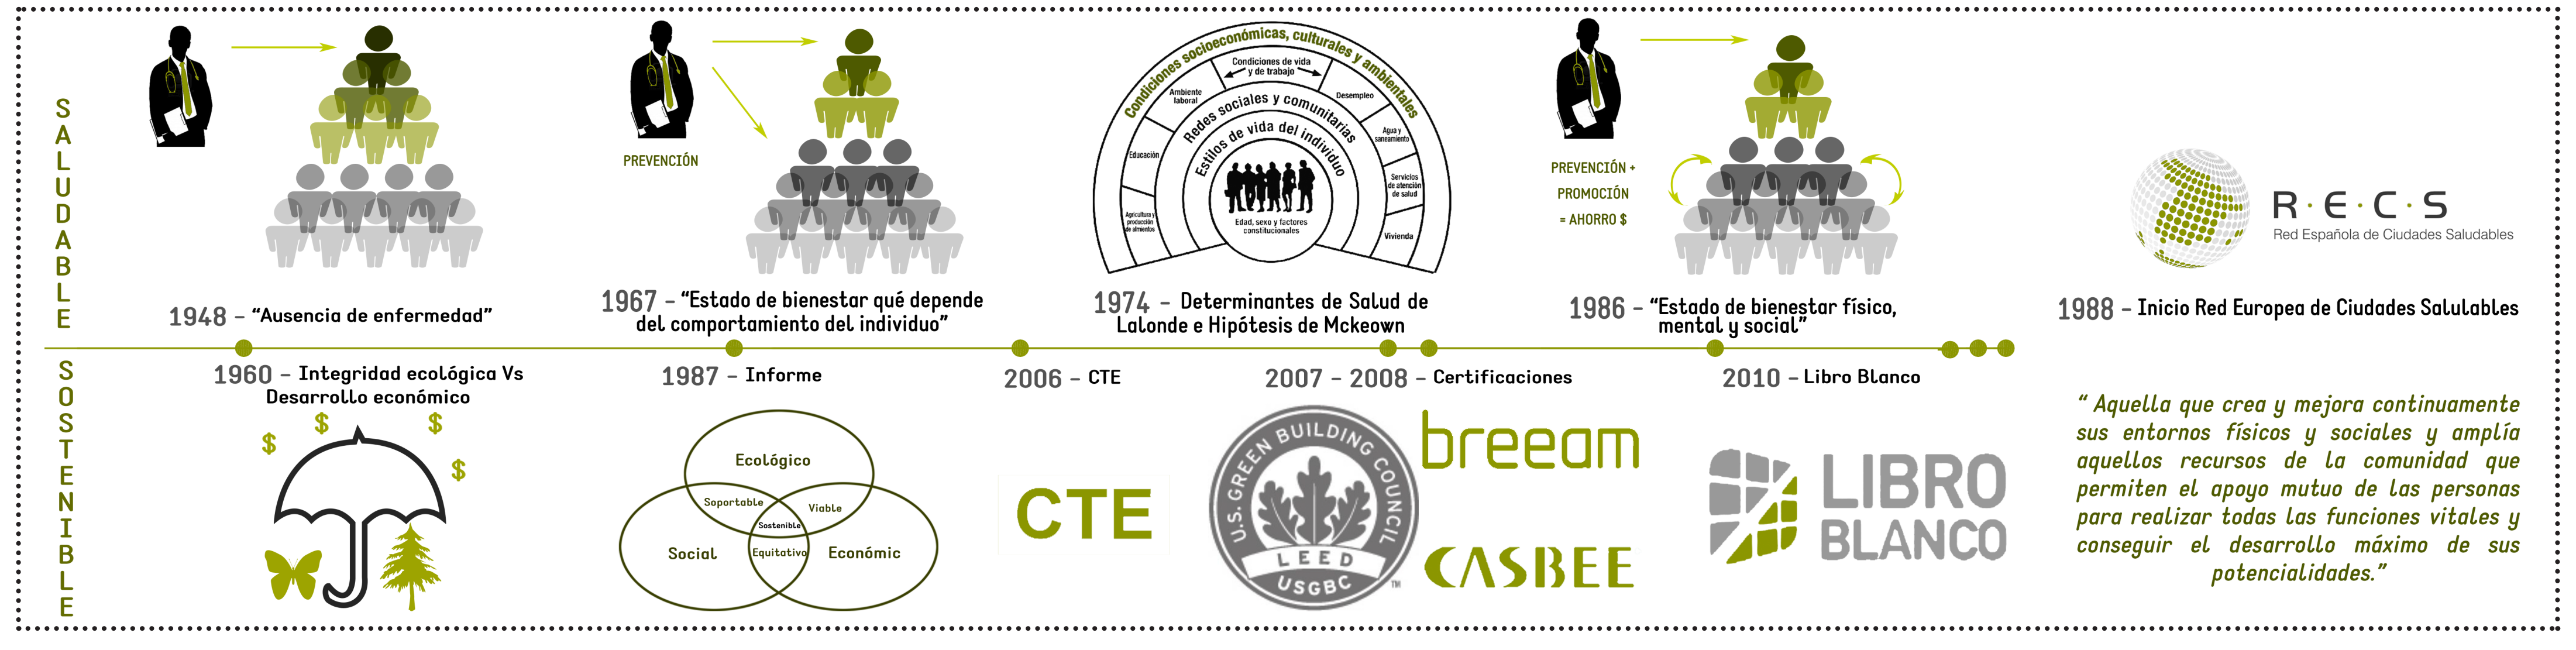 SALUDABLE
PREVENCIÓN
Condiciones socioeconómicas, culturales y ambientales
Condiciones de vida
y de trabajo
Ambiente
laboral
Desempleo
Redes sociales y comunitarias
Agua y
saneamiento
Educación
Estilos de vida del individuo
Servicios
de atención
de salud
Agricultura y
producción
de alimentos
Edad, sexo y factores
constitucionales
Vivienda
PREVENCIÓN +
PROMOCIÓN
= AHORRO $
R·E·C·S
Red Española de Ciudades Saludables
1948 - “Ausencia de enfermedad”
1967 - “Estado de bienestar qué depende
del comportamiento del individuo”
1974 - Determinantes de Salud de
Lalonde e Hipótesis de Mckeown
1986 - “Estado de bienestar físico,
mental y social”
1988 - Inicio Red Europea de Ciudades Salulables
SOSTENIBLE
1960 - Integridad ecológica Vs
Desarrollo económico
$ $ $ $
1987 - Informe
Ecológico
Soportable
Viable
Sostenible
Social
Equitativo
Económic
2006 - CTE
CTE
2007 - 2008 - Certificaciones
U.S. GREEN BUILDING COUNCIL
LEED
USGBC
TM
breeam
CASBEE
2010 - Libro Blanco
LIBRO
BLANCO
“ Aquella que crea y mejora continuamente
sus entornos físicos y sociales y amplía
aquellos recursos de la comunidad que
permiten el apoyo mutuo de las personas
para realizar todas las funciones vitales y
conseguir el desarrollo máximo de sus
potencialidades.”